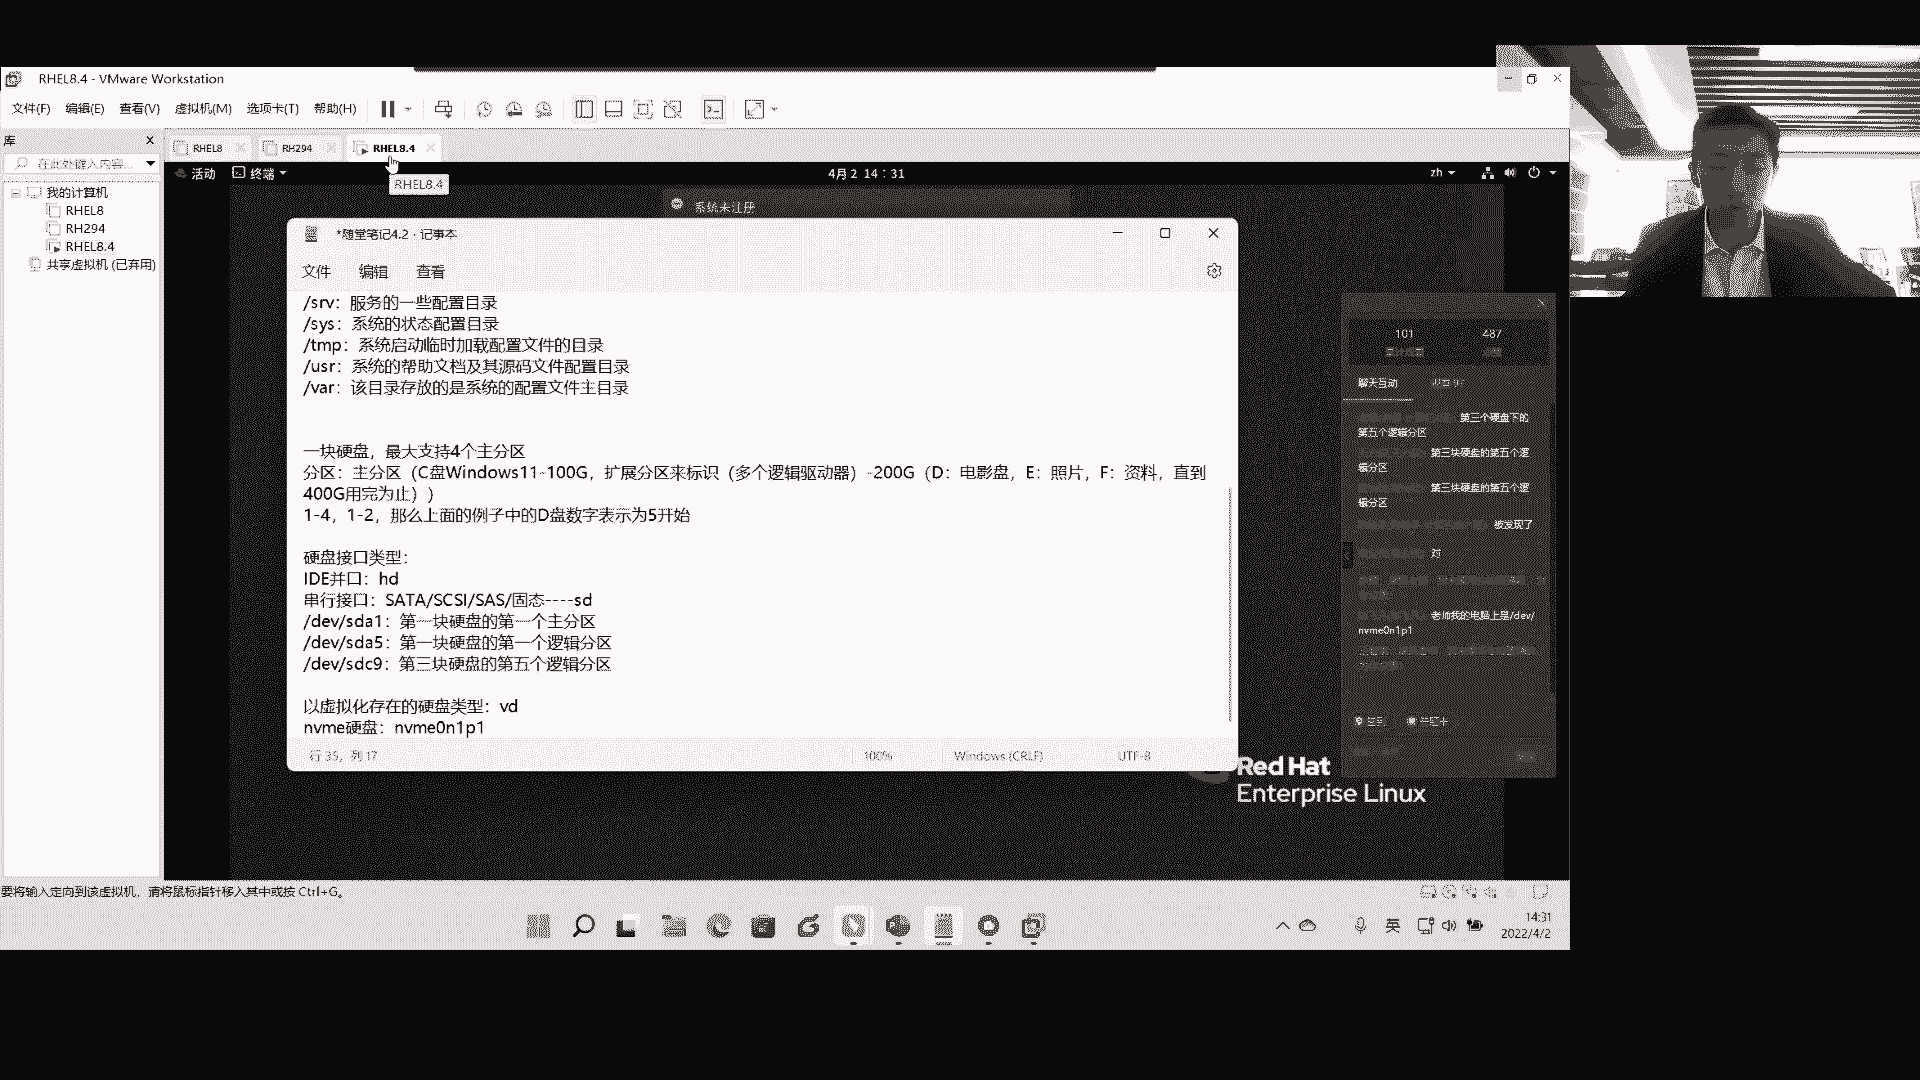 RHEL8.4 - VMware Workstation
文件(F) 编辑(E) 查看(V) 虚拟机(M) 选项卡(T) 帮助(H)
库
在此处键入内容...
我的计算机
RHEL8
RH294
RHEL8.4
共享虚拟机 (已弃用)
RHEL8 RH294 RHEL8.4
活动 终端 4月 2 14:31 zh
RHEL8.4
系统未注册
*随堂笔记4.2 - 记事本
文件 编辑 查看
/srv：服务的一些配置目录
/sys：系统的状态配置目录
/tmp：系统启动临时加载配置文件的目录
/usr：系统的帮助文档及其源码文件配置目录
/var：该目录存放的是系统的配置文件主目录
一块硬盘，最大支持4个主分区
分区：主分区（C盘Windows11-100G，扩展分区来标识（多个逻辑驱动器）-200G（D：电影盘，E：照片，F：资料，直到
400G用完为止））
1-4，1-2，那么上面的例子中的D盘数字表示为5开始
硬盘接口类型：
IDE并口：hd
串行接口：SATA/SCSI/SAS/固态----sd
/dev/sda1：第一块硬盘的第一个主分区
/dev/sda5：第一块硬盘的第一个逻辑分区
/dev/sdc9：第三块硬盘的第五个逻辑分区
以虚拟化存在的硬盘类型：vd
nvme硬盘：nvme0n1p1
行 35，列 17 100% Windows (CRLF) UTF-8
101 487
聊天互动
第三个硬盘下的
第五个逻辑分区
第三块硬盘的第五个逻
辑分区
第三块硬盘的第五个逻
辑分区
被发现了
对
老师我的电脑上是/dev/
nvme0n1p1
Red Hat
Enterprise Linux
要将输入定向到该虚拟机，请将鼠标指针移入其中或按 Ctrl+G。
英
14:31
2022/4/2